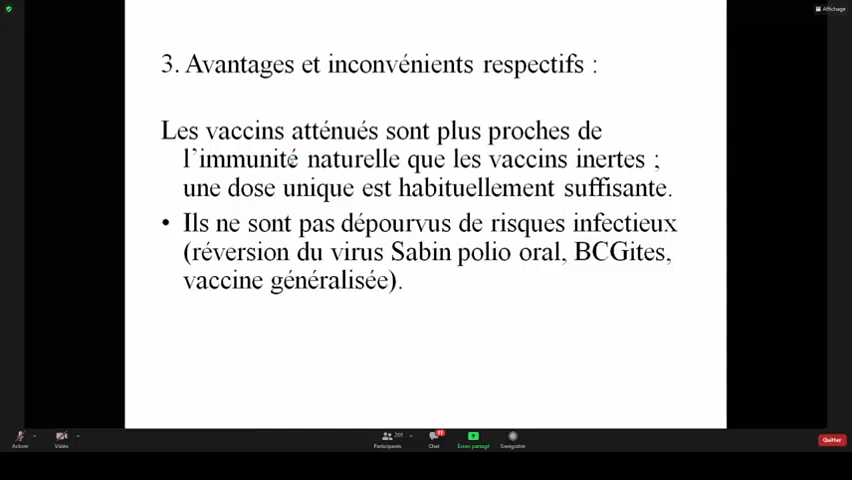 Affichage
3. Avantages et inconvénients respectifs :
Les vaccins atténués sont plus proches de
l’immunité naturelle que les vaccins inertes ;
une dose unique est habituellement suffisante.
• Ils ne sont pas dépourvus de risques infectieux
(réversion du virus Sabin polio oral, BCGites,
vaccine généralisée).
Activer
Vidéo
Participants
201
Chat
Écran partagé
Enregistrer
Quitter